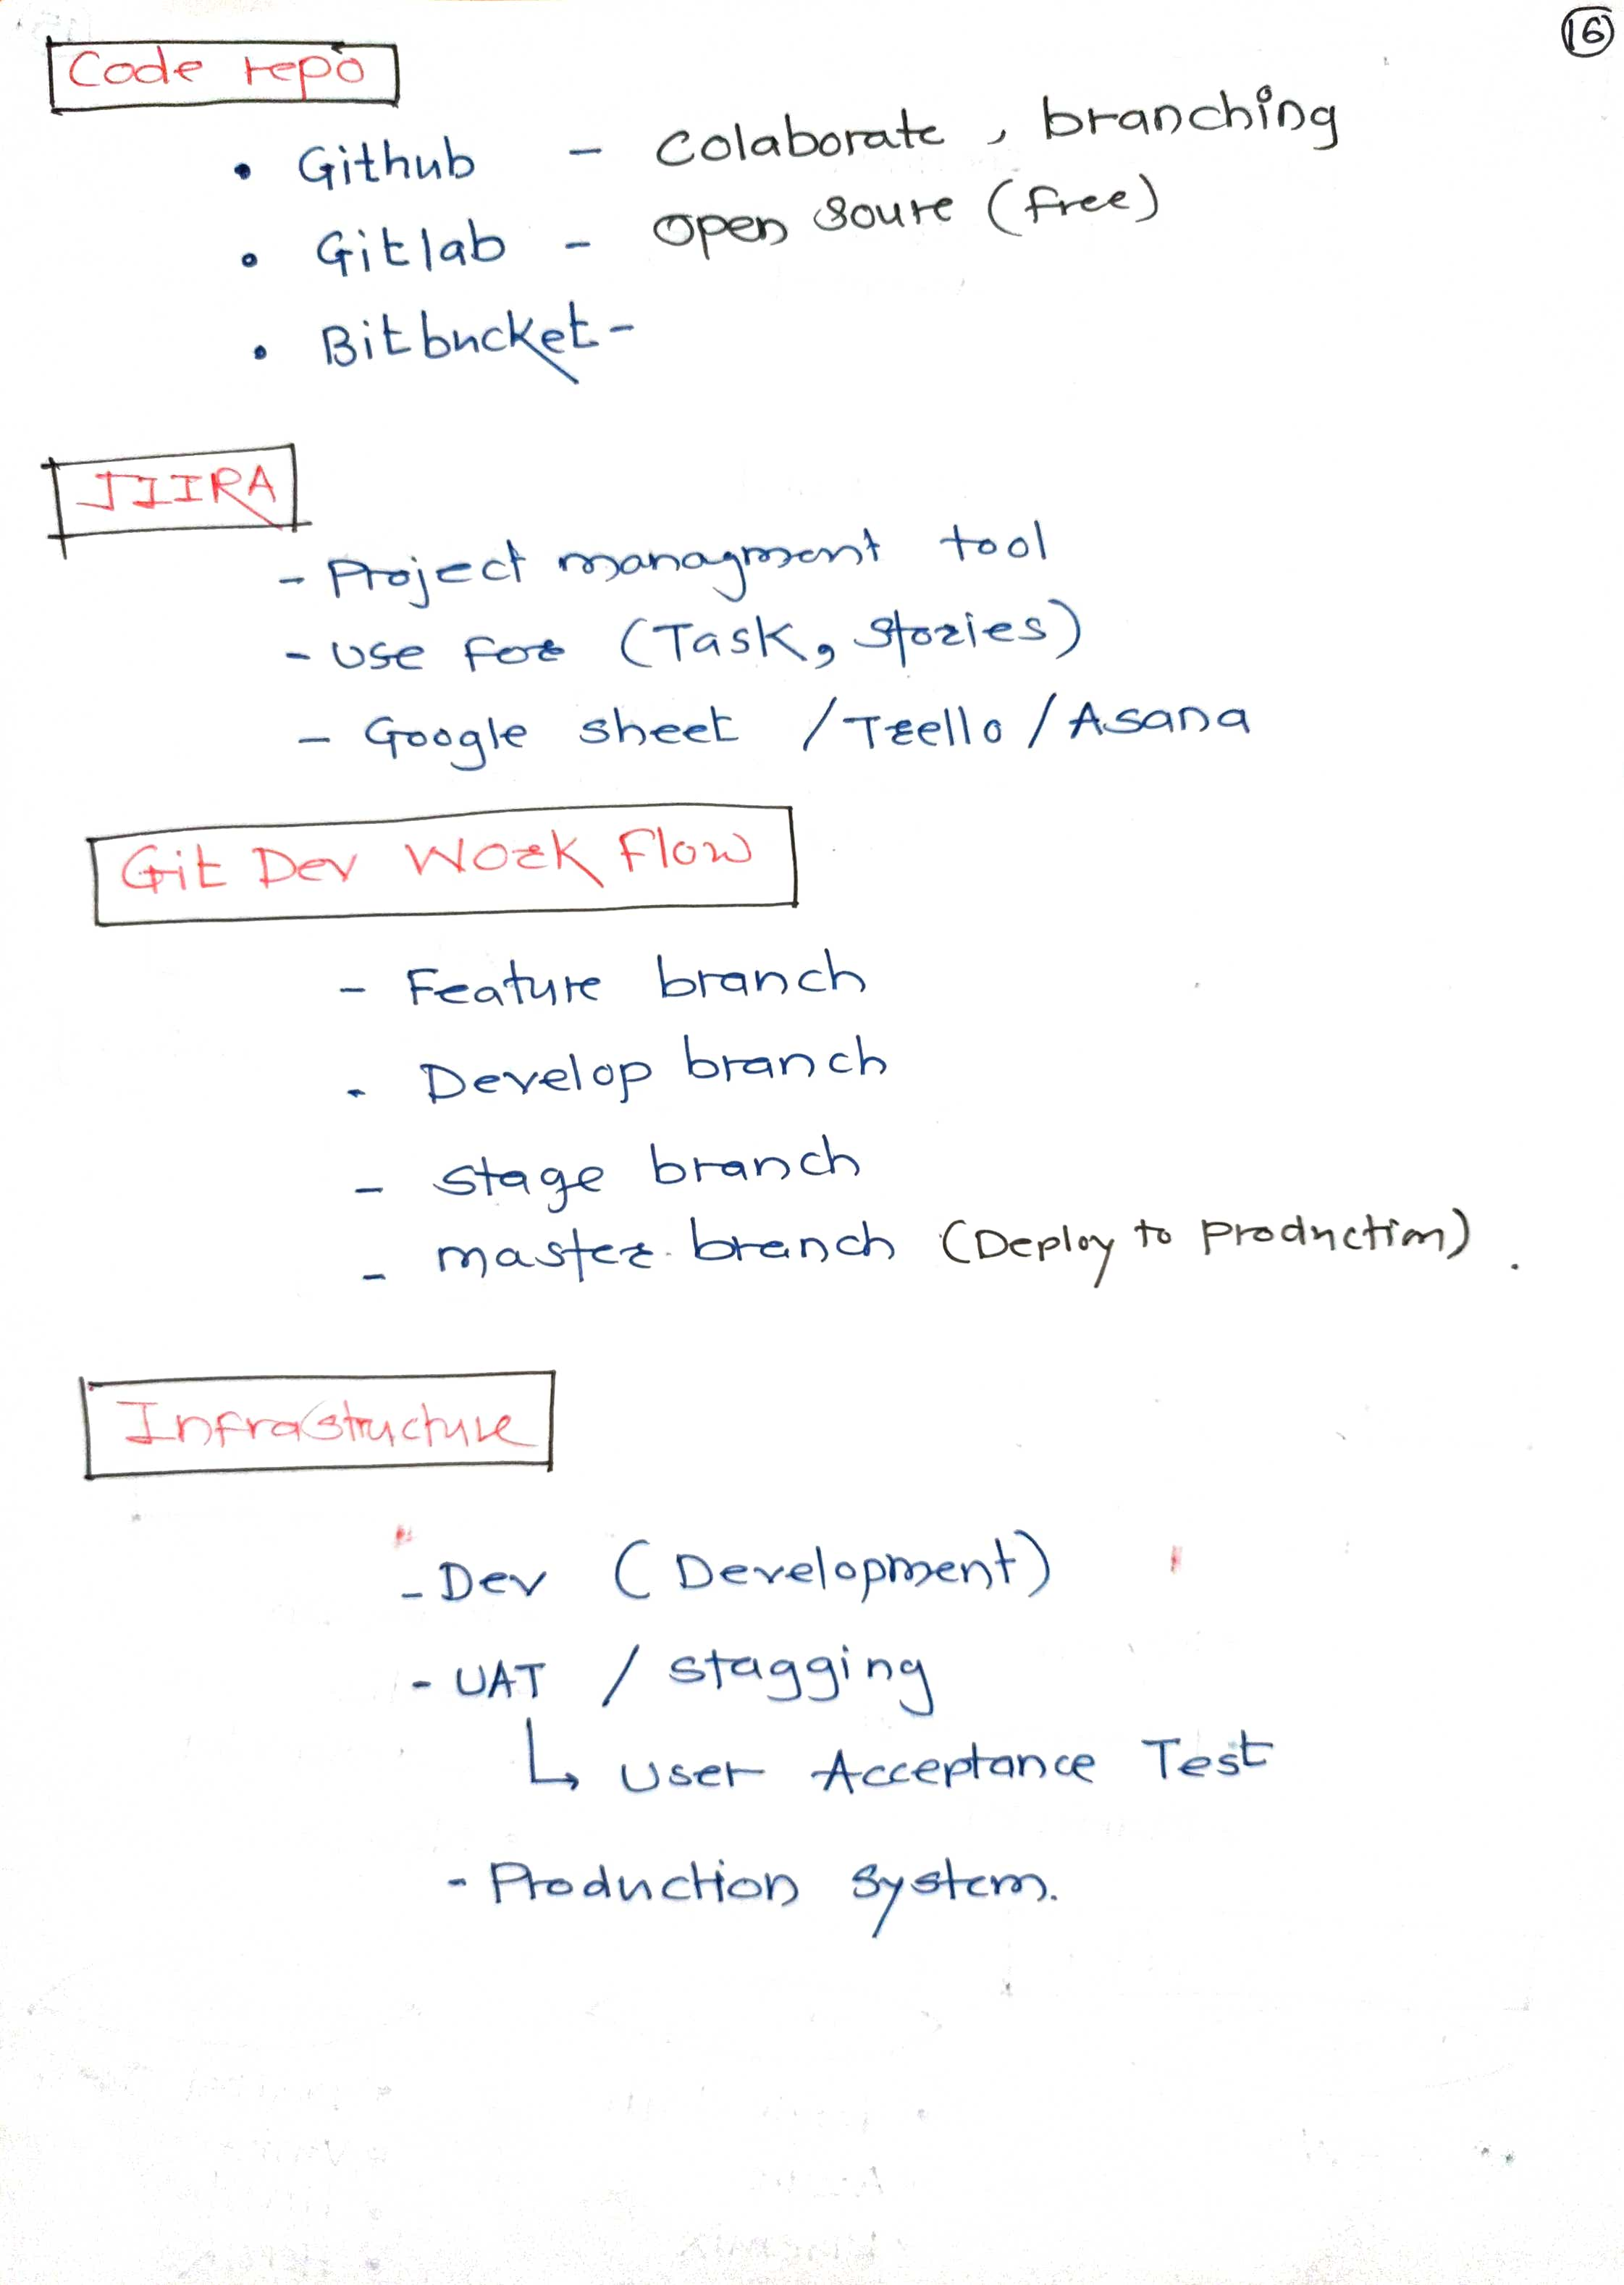 16
Code repo
• Github - Colaborate, branching
• Gitlab - open soure (free)
• Bitbucket -
JIIRA
- Project managment tool
- Use for (Task, Stories)
- Google sheet / Trello / Asana
Git Dev Work Flow
- Feature branch
- Develop branch
- Stage branch
- master branch (Deploy to production).
Infrastructure
- Dev (Development)
- UAT / stagging
↳ User Acceptance Test
- Production system.